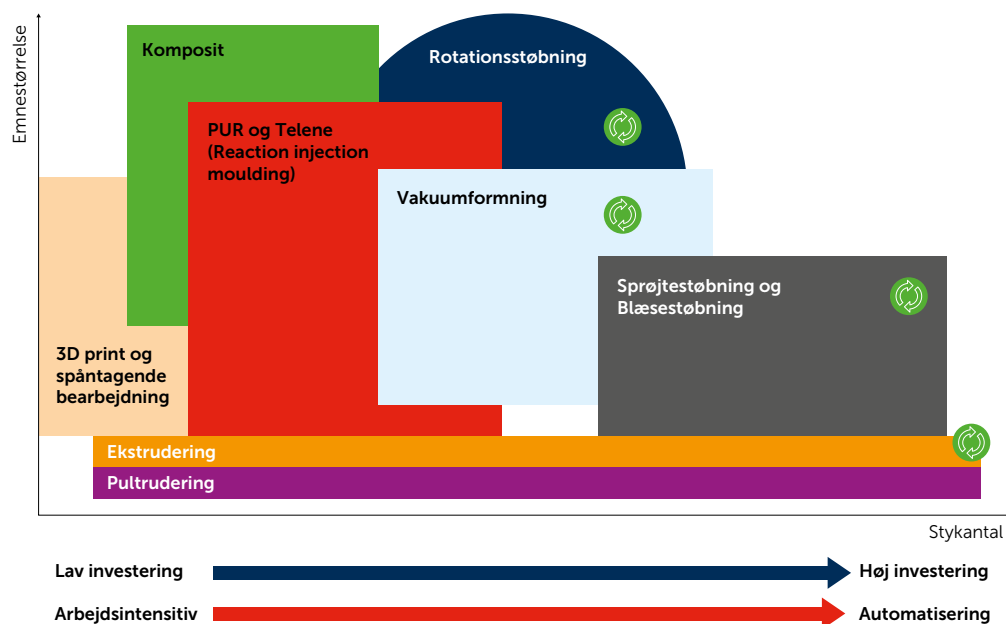 Emnestørrelse
Komposit
Rotationsstøbning
PUR og Telene
(Reaction injection
moulding)
Vakuumformning
Sprøjtestøbning og
Blæsestøbning
3D print og
spåntagende
bearbejdning
Ekstrudering
Pultrudering
Stykantal
Lav investering
Høj investering
Arbejdsintensitiv
Automatisering